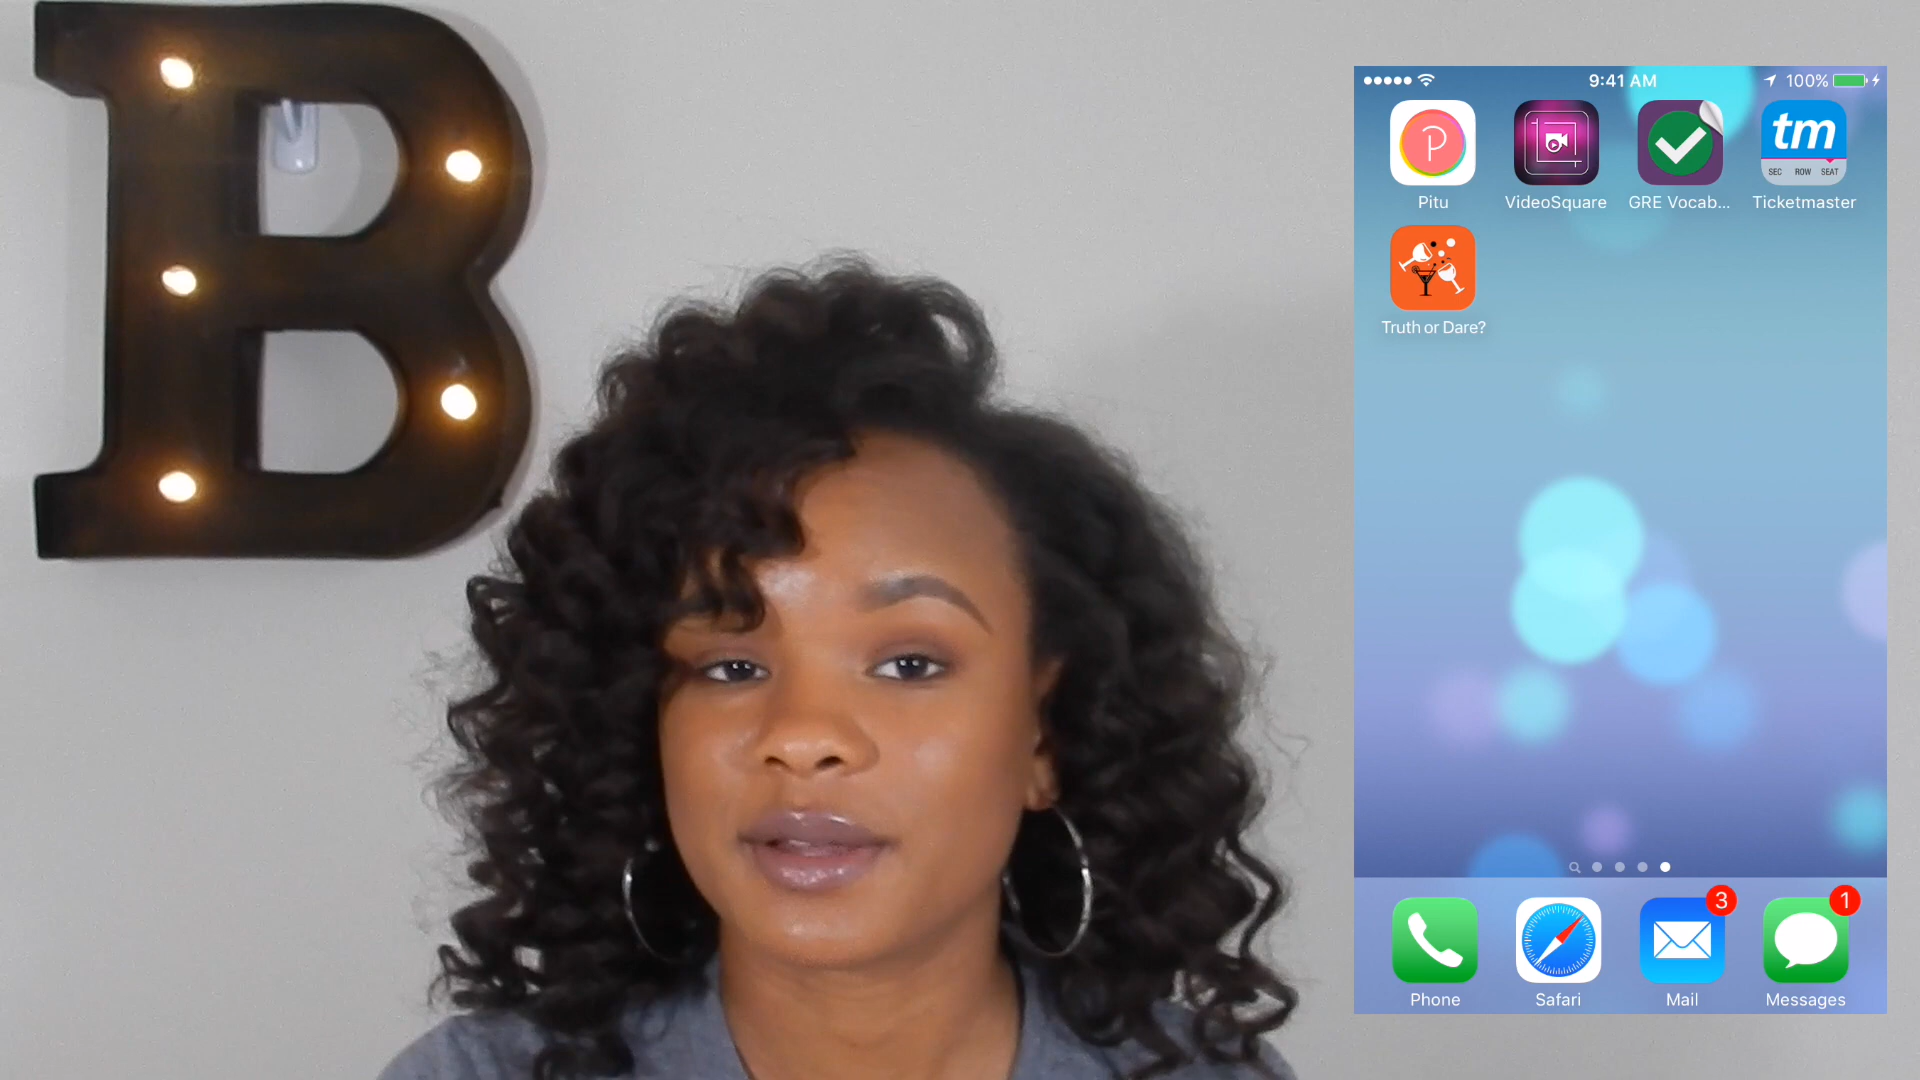 B
9:41 AM
100%
P
tm
SEC ROW SEAT
Pitu
VideoSquare
GRE Vocab...
Ticketmaster
Truth or Dare?
3
1
Phone
Safari
Mail
Messages